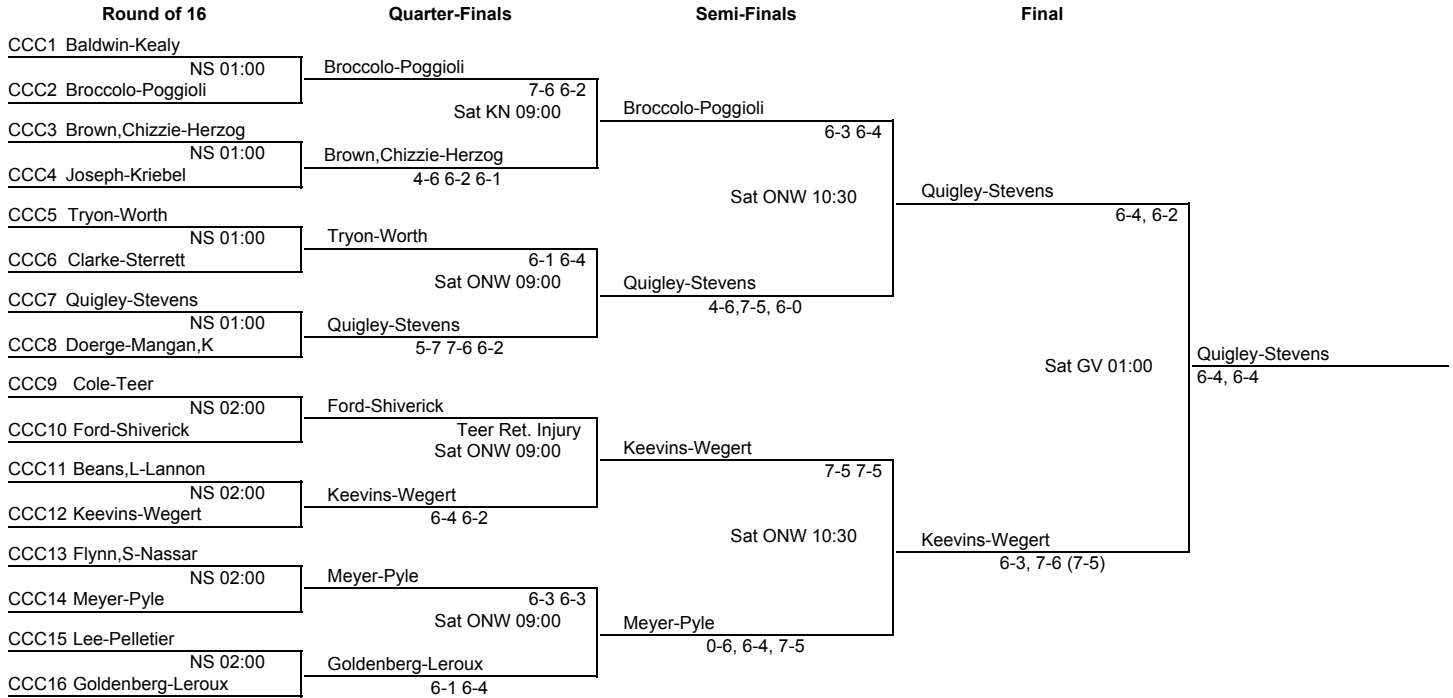 Round of 16
Quarter-Finals
Semi-Finals
Final
CCC1 Baldwin-Kealy
NS 01:00
CCC2 Broccolo-Poggioli
CCC3 Brown,Chizzie-Herzog
NS 01:00
CCC4 Joseph-Kriebel
CCC5 Tryon-Worth
NS 01:00
CCC6 Clarke-Sterrett
CCC7 Quigley-Stevens
NS 01:00
CCC8 Doerge-Mangan,K
CCC9 Cole-Teer
NS 02:00
CCC10 Ford-Shiverick
CCC11 Beans,L-Lannon
NS 02:00
CCC12 Keevins-Wegert
CCC13 Flynn,S-Nassar
NS 02:00
CCC14 Meyer-Pyle
CCC15 Lee-Pelletier
NS 02:00
CCC16 Goldenberg-Leroux
Broccolo-Poggioli
7-6 6-2
Sat KN 09:00
Brown,Chizzie-Herzog
4-6 6-2 6-1
Tryon-Worth
6-1 6-4
Sat ONW 09:00
Quigley-Stevens
5-7 7-6 6-2
Ford-Shiverick
Teer Ret. Injury
Sat ONW 09:00
Keevins-Wegert
6-4 6-2
Meyer-Pyle
6-3 6-3
Sat ONW 09:00
Goldenberg-Leroux
6-1 6-4
Broccolo-Poggioli
6-3 6-4
Sat ONW 10:30
Quigley-Stevens
4-6,7-5, 6-0
Keevins-Wegert
7-5 7-5
Sat ONW 10:30
Meyer-Pyle
0-6, 6-4, 7-5
Quigley-Stevens
6-4, 6-2
Sat GV 01:00
Keevins-Wegert
6-3, 7-6 (7-5)
Quigley-Stevens
6-4, 6-4